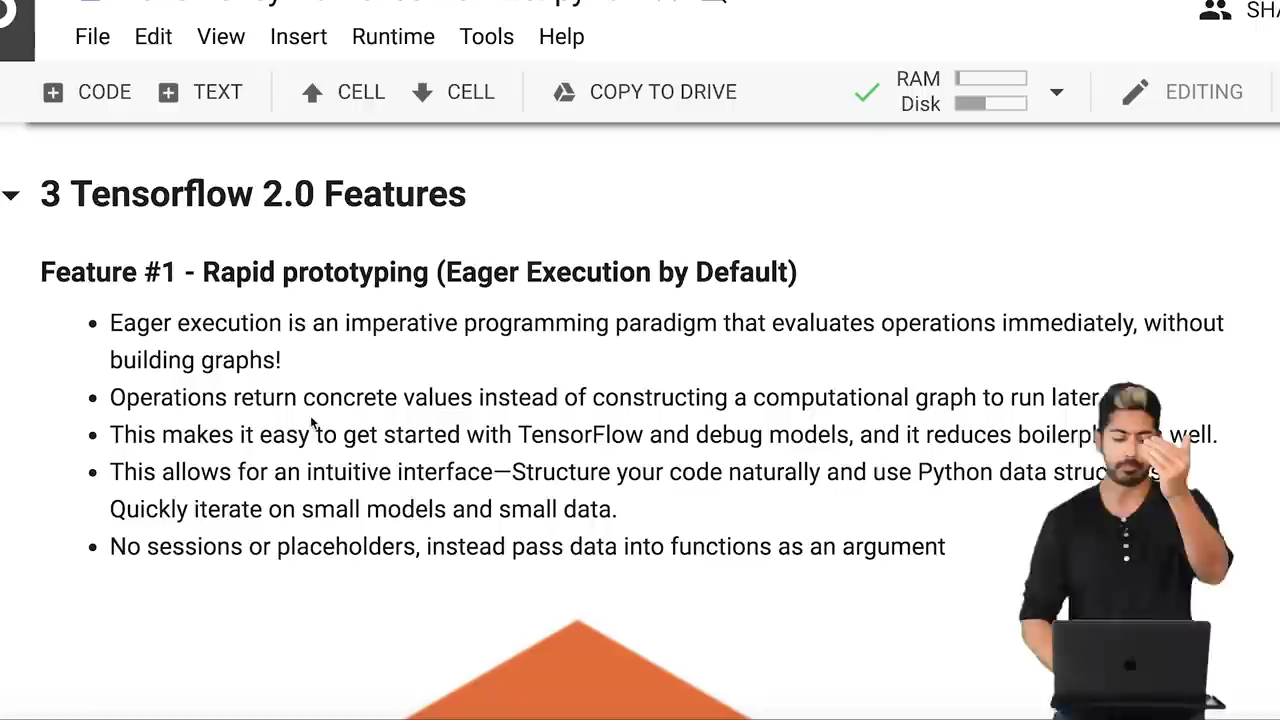 SHA
File Edit View Insert Runtime Tools Help
CODE TEXT CELL CELL COPY TO DRIVE RAM Disk EDITING
3 Tensorflow 2.0 Features
Feature #1 - Rapid prototyping (Eager Execution by Default)
Eager execution is an imperative programming paradigm that evaluates operations immediately, without
building graphs!
Operations return concrete values instead of constructing a computational graph to run later
This makes it easy to get started with TensorFlow and debug models, and it reduces well.
This allows for an intuitive interface—Structure your code naturally and use Python data
Quickly iterate on small models and small data.
No sessions or placeholders, instead pass data into functions as an argument